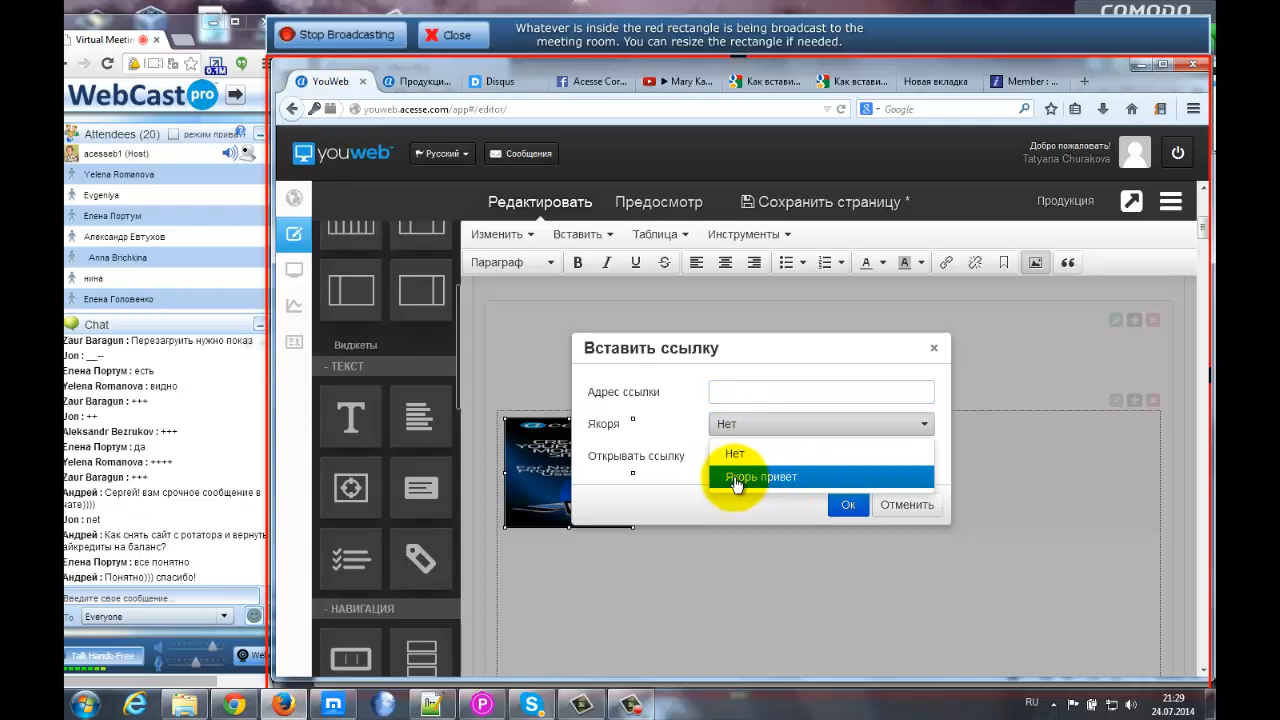 COMODO
Stop Broadcasting
Close
Whatever is inside the red rectangle is being broadcast to the
meeting room. You can resize the rectangle if needed.
Virtual Meetin
0.1M
WebCast pro
Attendees (20)
режим приват
acesseb1 (Host)
Yelena Romanova
Evgeniya
Елена Портум
Александр Евтухов
Anna Brichkina
нина
Елена Головенко
Chat
Zaur Baragun : Перезагрузить нужно показ
Jon : __--
Елена Портум : есть
Yelena Romanova : видно
Zaur Baragun : +++
Jon : ++
Aleksandr Bezrukov : +++
Елена Портум : да
Yelena Romanova : ++++
Zaur Baragun : +++
Андрей : Сергей! вам срочное сообщение в
чате))))
Jon : net
Андрей : Как снять сайт с ротатора и вернуть
айкредиты на баланс?
Елена Портум : все понятно
Андрей : Понятно))) спасибо!
Введите свое сообщение...
To
Everyone
Talk Hands-Free
We
YouWeb
Продукци...
Disqus
Acesse Cor...
Mary Ka...
Как встави...
Как встави...
Новая вкладка
Member : ...
youweb.acesse.com/app#/editor/
Google
youweb
Русский
Сообщения
Добро пожаловать!
Tatyana Churakova
Редактировать
Предосмотр
Сохранить страницу *
Продукция
Изменить
Вставить
Таблица
Инструменты
Параграф
B I U S
A
A
Виджеты
- ТЕКСТ
T
- НАВИГАЦИЯ
Вставить ссылку
Адрес ссылки
Якоря
Нет
Открывать ссылку
Нет
Якорь привет
Ок
Отменить
RU
21:29
24.07.2014